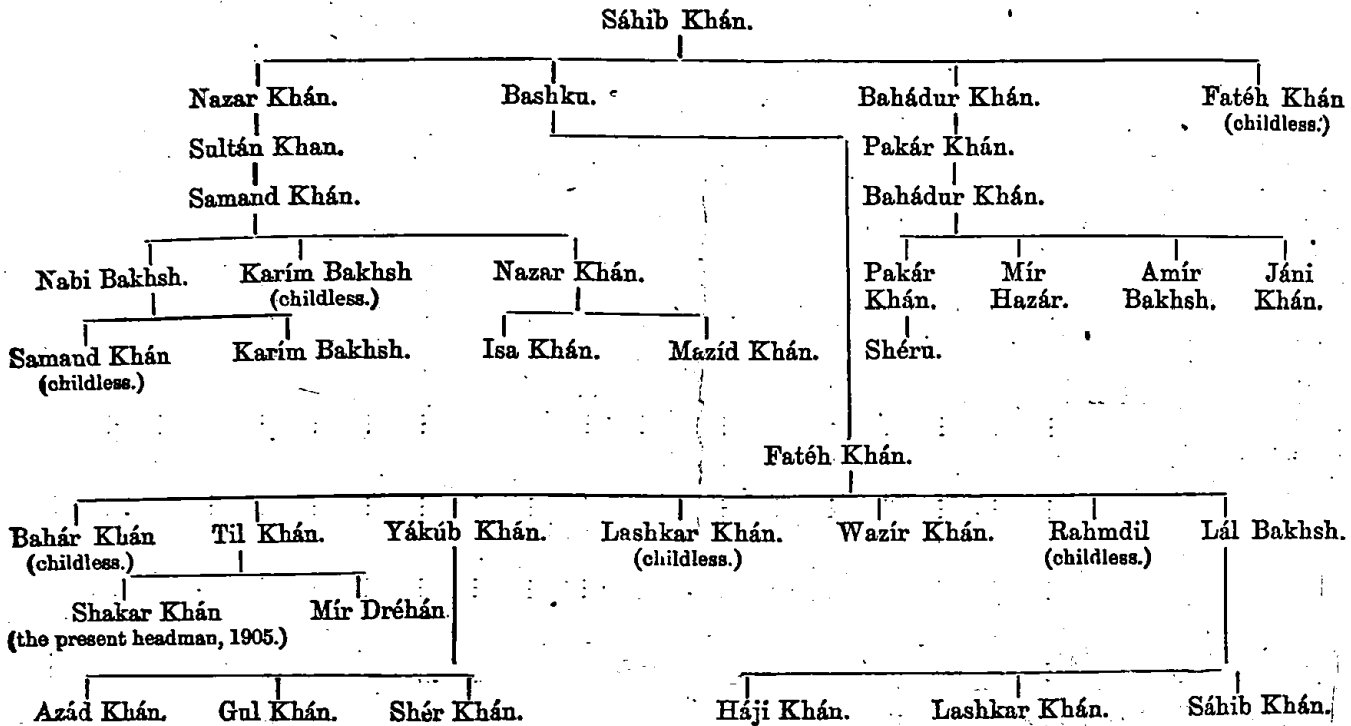 Sáhib Khán.
Nazar Khán. Bashku. Bahádur Khán. Fatéh Khán
(childless.)
Sultán Khan. Pakár Khán.
Samand Khán. Bahádur Khán.
Nabi Bakhsh. Karím Bakhsh Nazar Khán. Pakár Mír Amír Jáni
(childless.) Khán. Hazár. Bakhsh. Khán.
Samand Khán Karím Bakhsh. Isa Khán. Mazíd Khán. Shéru.
(childless.)
Fatéh Khán.
Bahár Khán Til Khán. Yákúb Khán. Lashkar Khán. Wazír Khán. Rahmdil Lál Bakhsh.
(childless.) (childless.) (childless.)
Shakar Khán Mír Dréhán.
(the present headman, 1905.)
Azád Khán. Gul Khán. Shér Khán. Háji Khán. Lashkar Khán. Sáhib Khán.